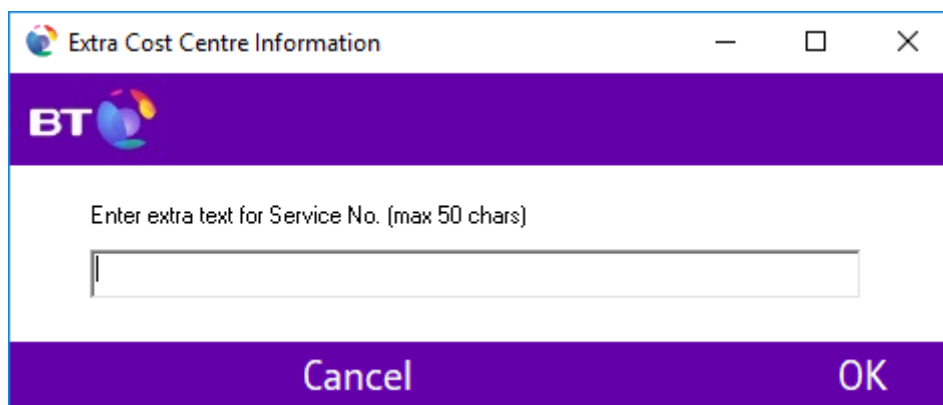 Extra Cost Centre Information
BT
Enter extra text for Service No. (max 50 chars)
Cancel OK